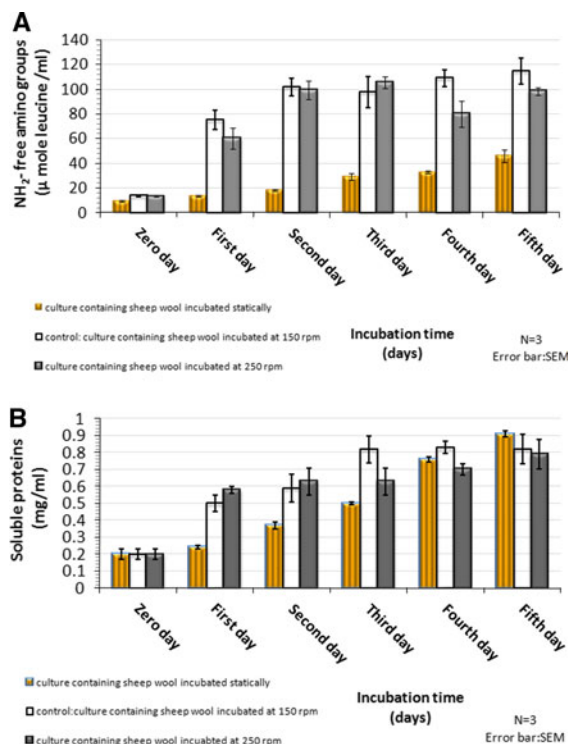 A
NH2- free amino groups
(µ mole leucine /ml)
140
120
100
80
60
40
20
0
Zero day
First day
Second day
Third day
Fourth day
Fifth day
culture containing sheep wool incubated statically
control: culture containing sheep wool incubated at 150 rpm
culture containing sheep wool incubated at 250 rpm
Incubation time
(days)
N=3
Error bar:SEM
B
Soluble proteins
(mg/ml)
1
0.9
0.8
0.7
0.6
0.5
0.4
0.3
0.2
0.1
0
Zero day
First day
Second day
Third day
Fourth day
Fifth day
culture containing sheep wool incubated statically
control:culture containing sheep wool incubated at 150 rpm
culture containing sheep wool incuabted at 250 rpm
Incubation time
(days)
N=3
Error bar:SEM